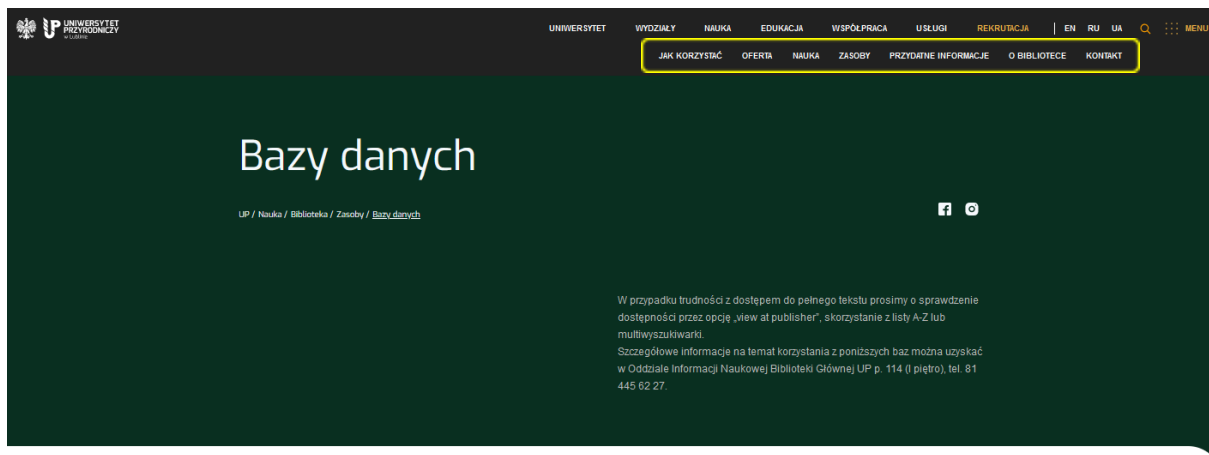 UNIWERSYTET
PRZYRODNICZY
w Lublinie
UNIWERSYTET WYDZIAŁY NAUKA EDUKACJA WSPÓŁPRACA USŁUGI REKRUTACJA EN RU UA MENU
JAK KORZYSTAĆ OFERTA NAUKA ZASOBY PRZYDATNE INFORMACJE O BIBLIOTECE KONTAKT
Bazy danych
UP / Nauka / Biblioteka / Zasoby / Bazy danych
W przypadku trudności z dostępem do pełnego tekstu prosimy o sprawdzenie
dostępności przez opcję „view at publisher”, skorzystanie z listy A-Z lub
multiwyszukiwarki.
Szczegółowe informacje na temat korzystania z poniższych baz można uzyskać
w Oddziale Informacji Naukowej Biblioteki Głównej UP p. 114 (I piętro), tel. 81
445 62 27.